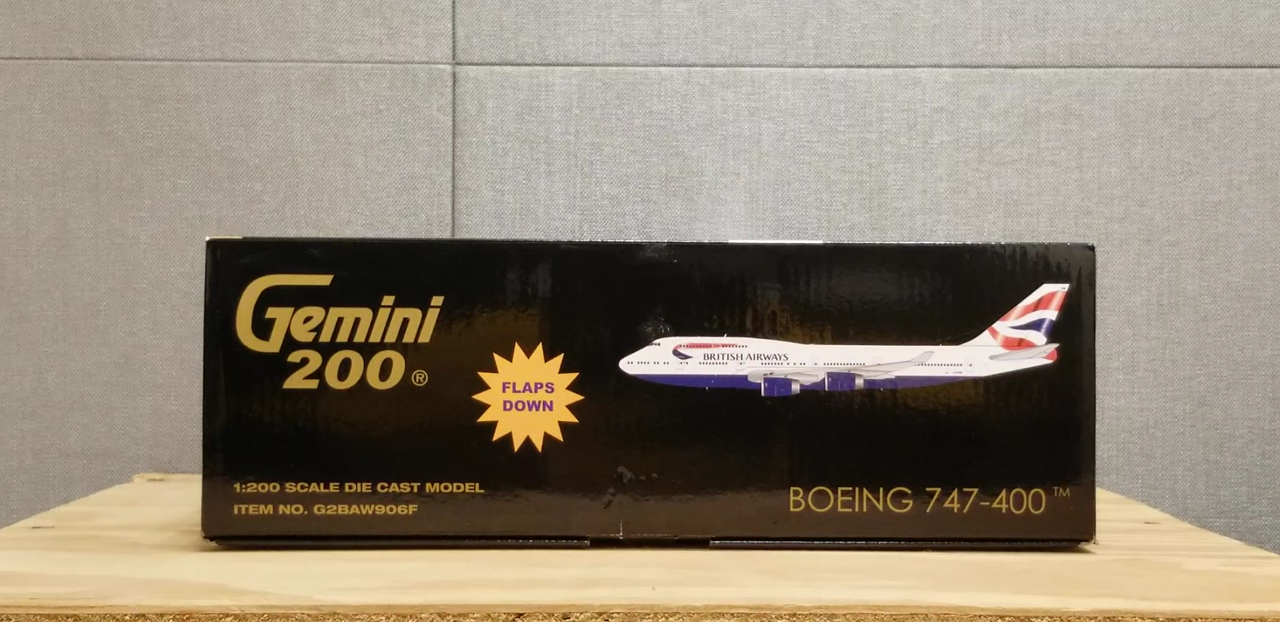 Gemini
200®
FLAPS
DOWN
BRITISH AIRWAYS
1:200 SCALE DIE CAST MODEL
ITEM NO. G2BAW906F
BOEING 747-400™